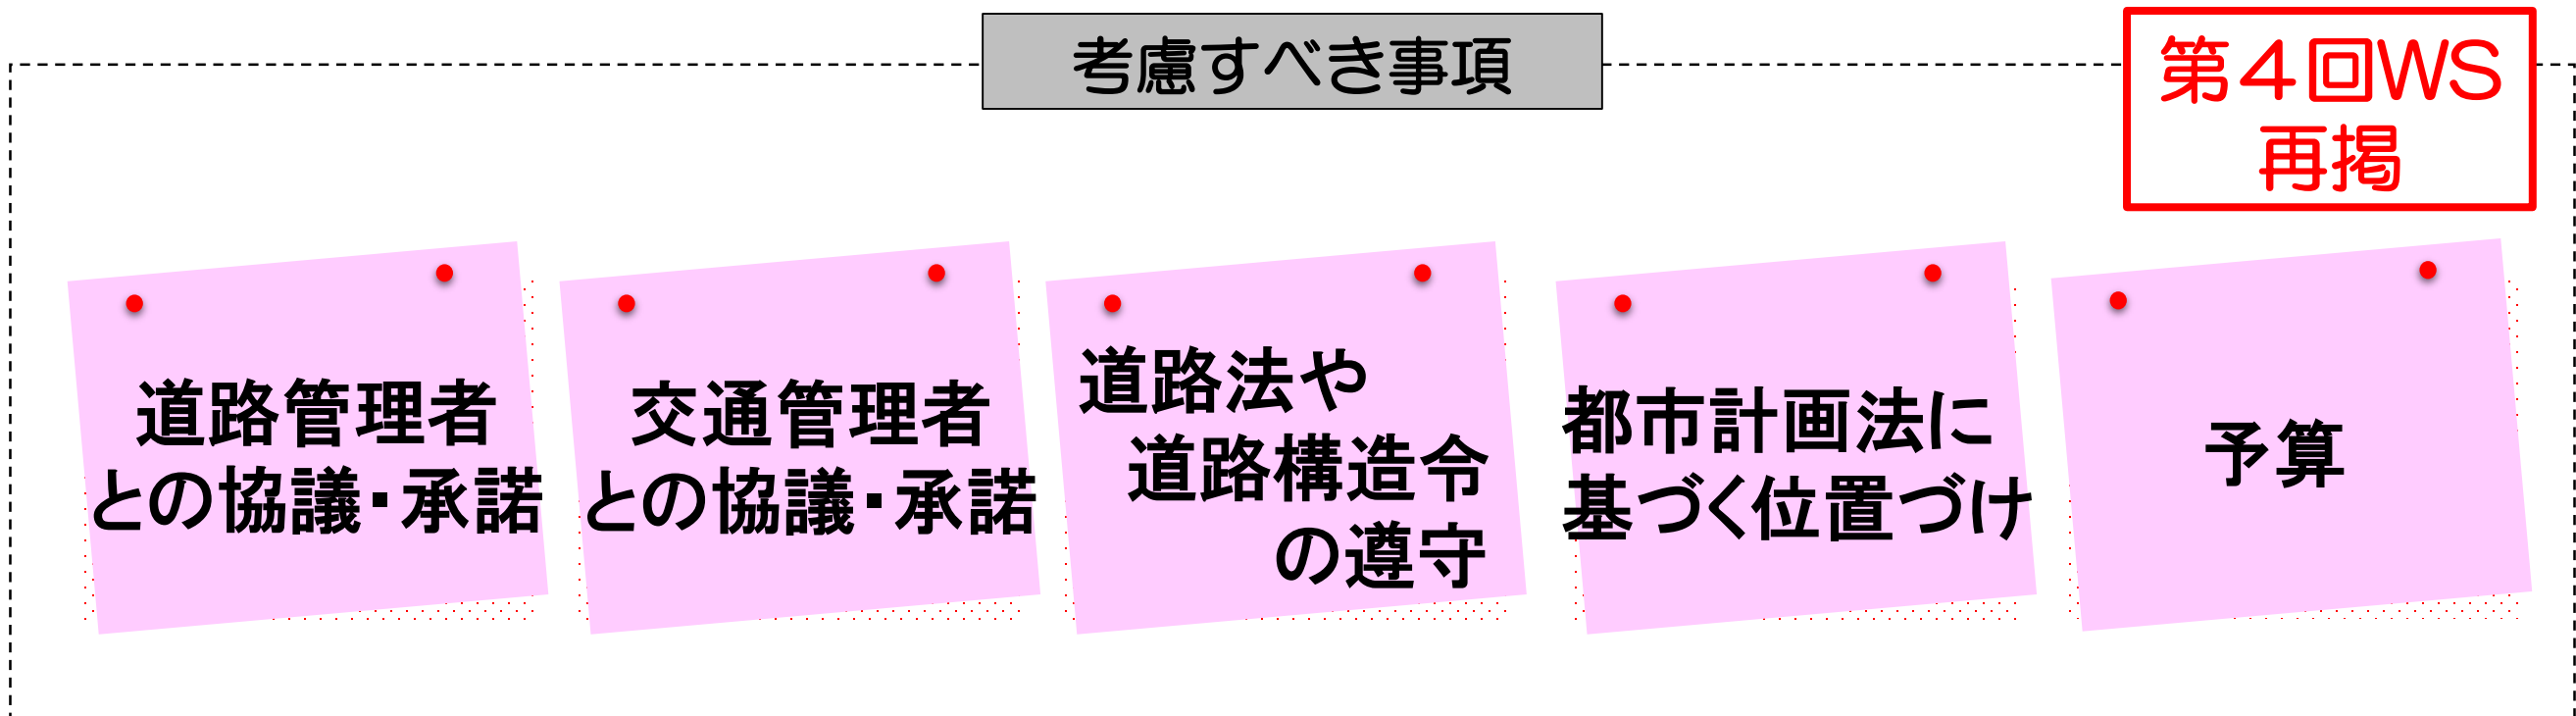 考慮すべき事項
第４回WS
再掲
道路管理者
との協議・承諾
交通管理者
との協議・承諾
道路法や
道路構造令
の遵守
都市計画法に
基づく位置づけ
予算